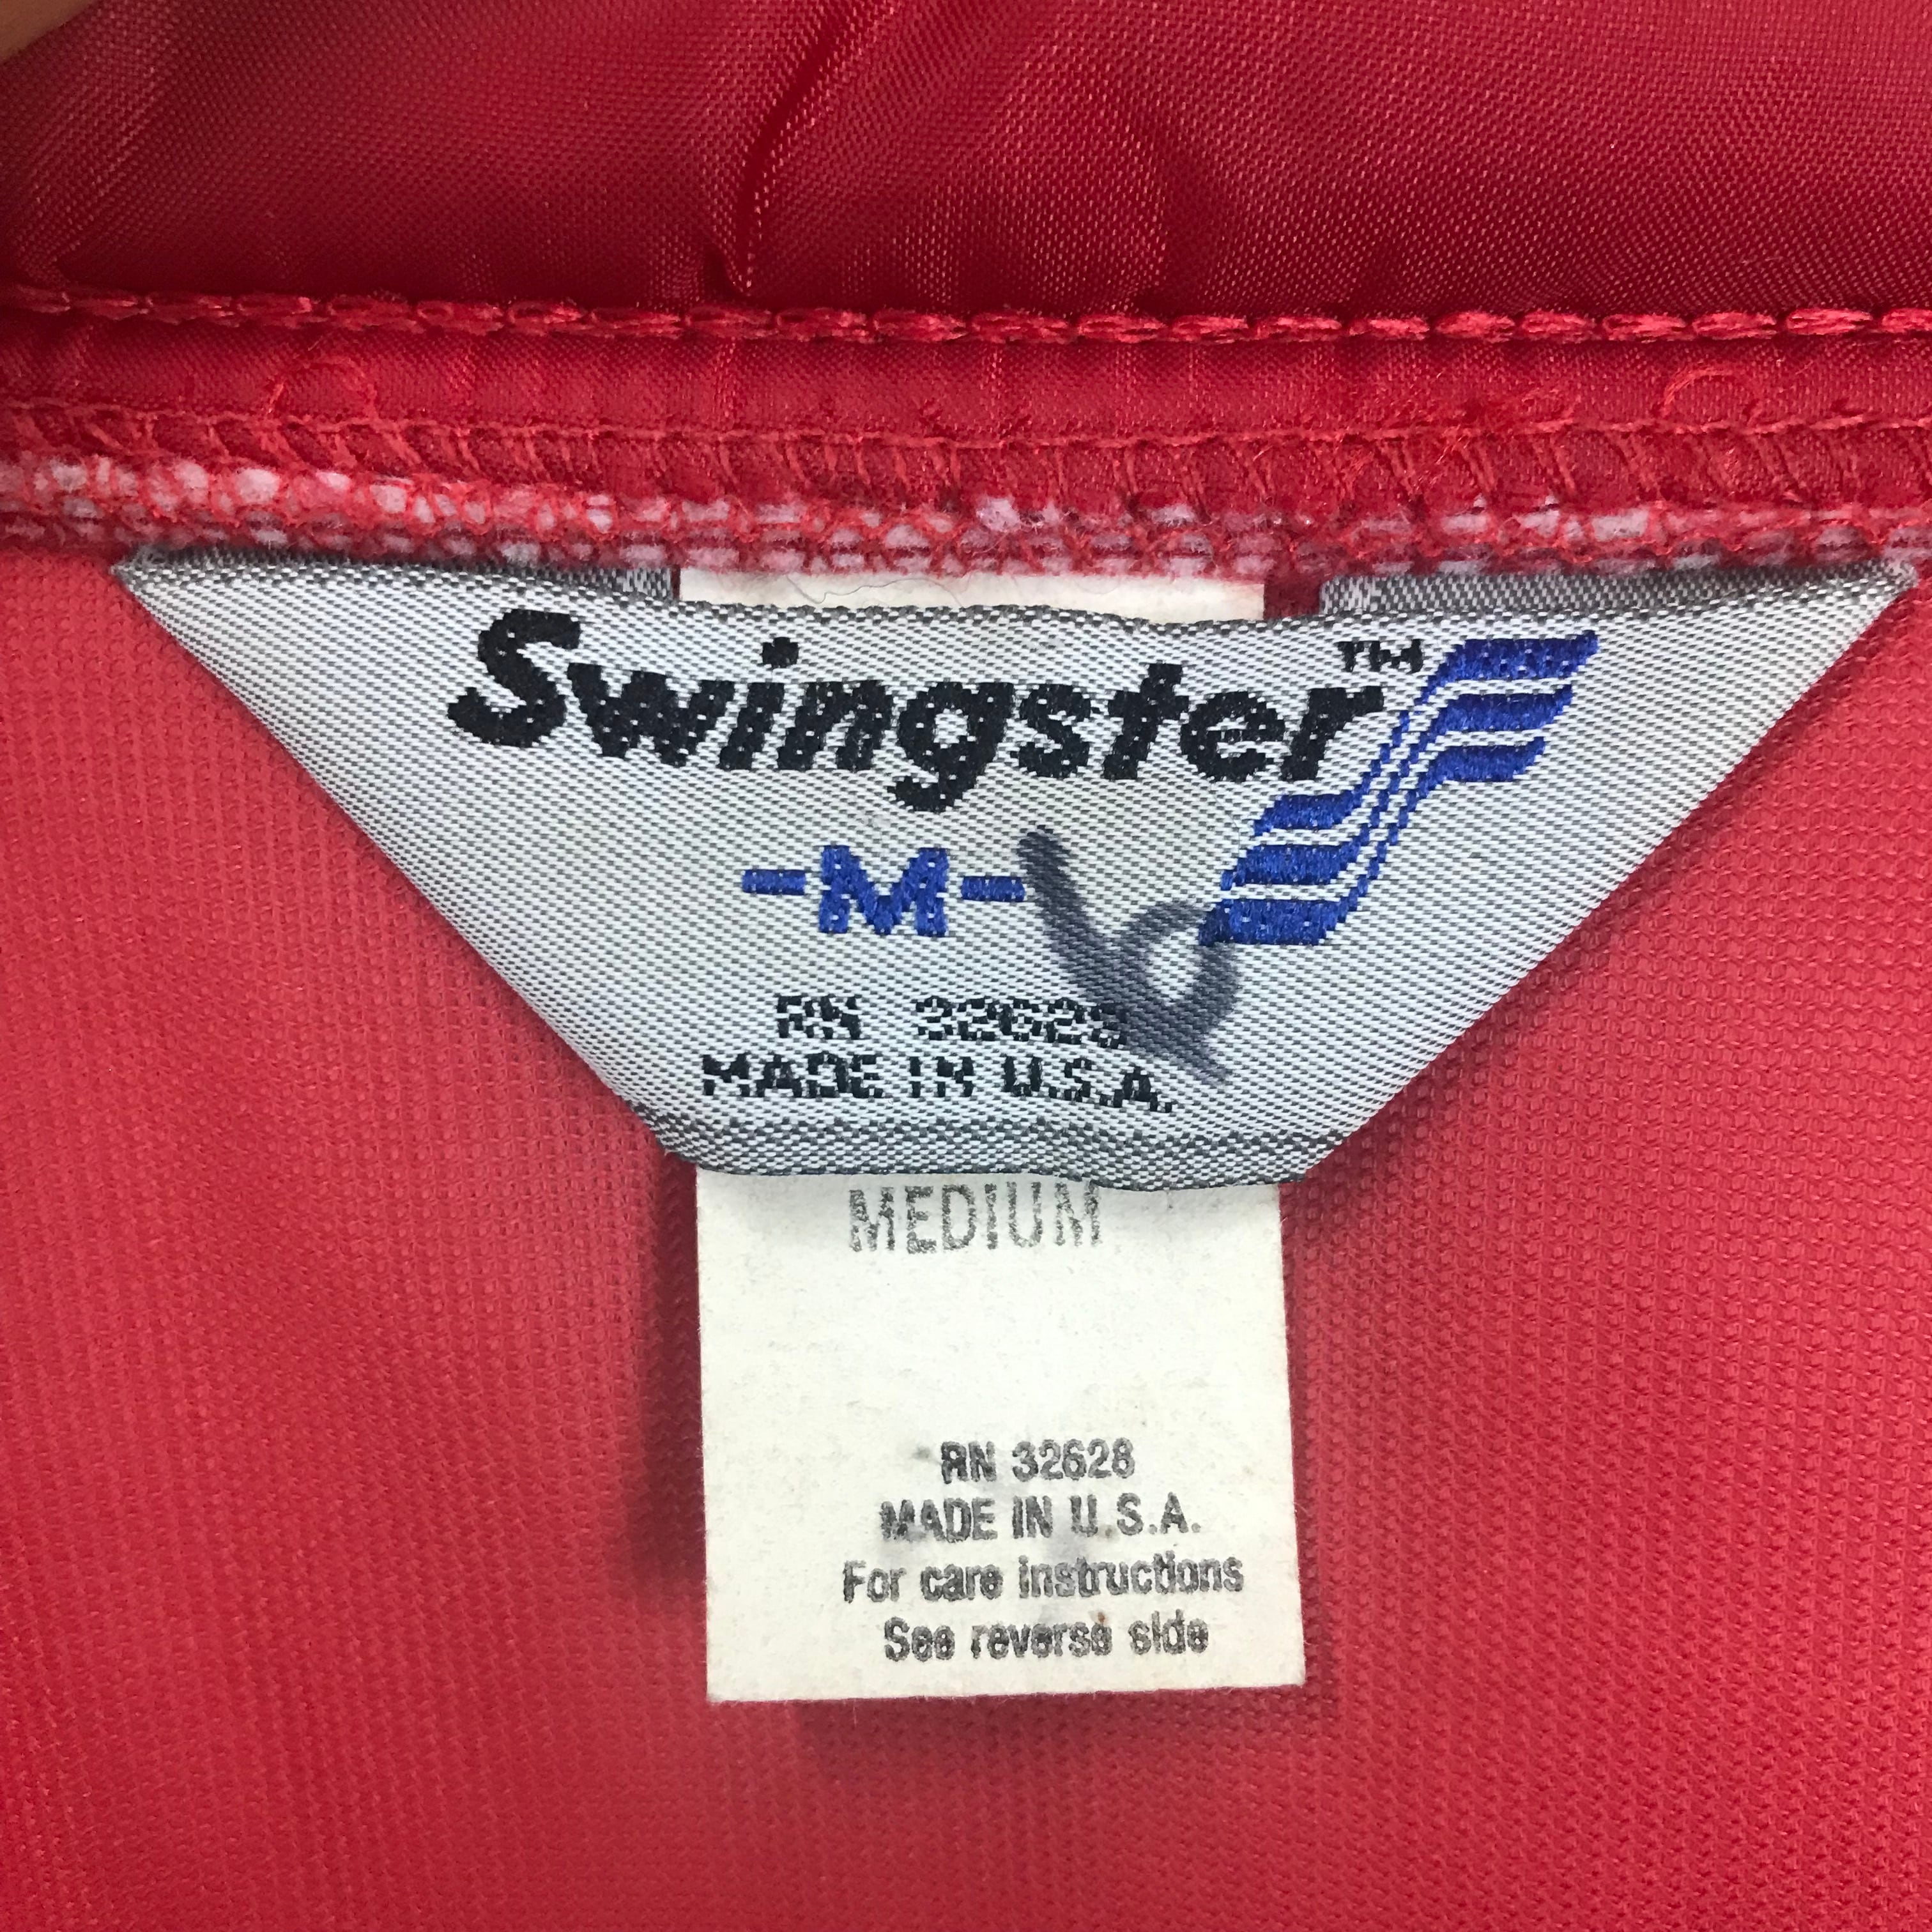 Swingster™
-M-
RN 32628
MADE IN U.S.A.
MEDIUM
RN 32628
MADE IN U.S.A.
For care instructions
See reverse side